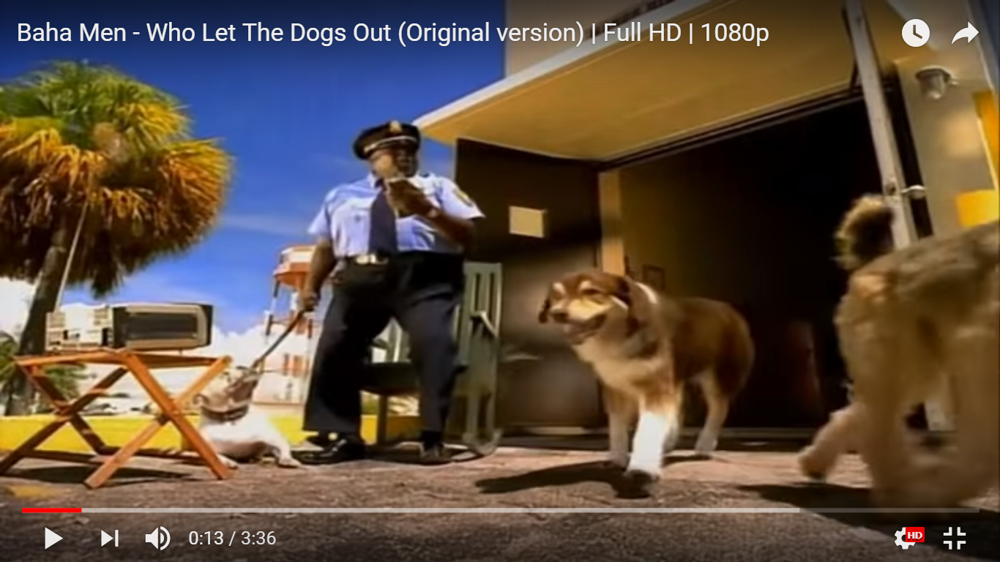 Baha Men - Who Let The Dogs Out (Original version) | Full HD | 1080p
0:13 / 3:36
HD